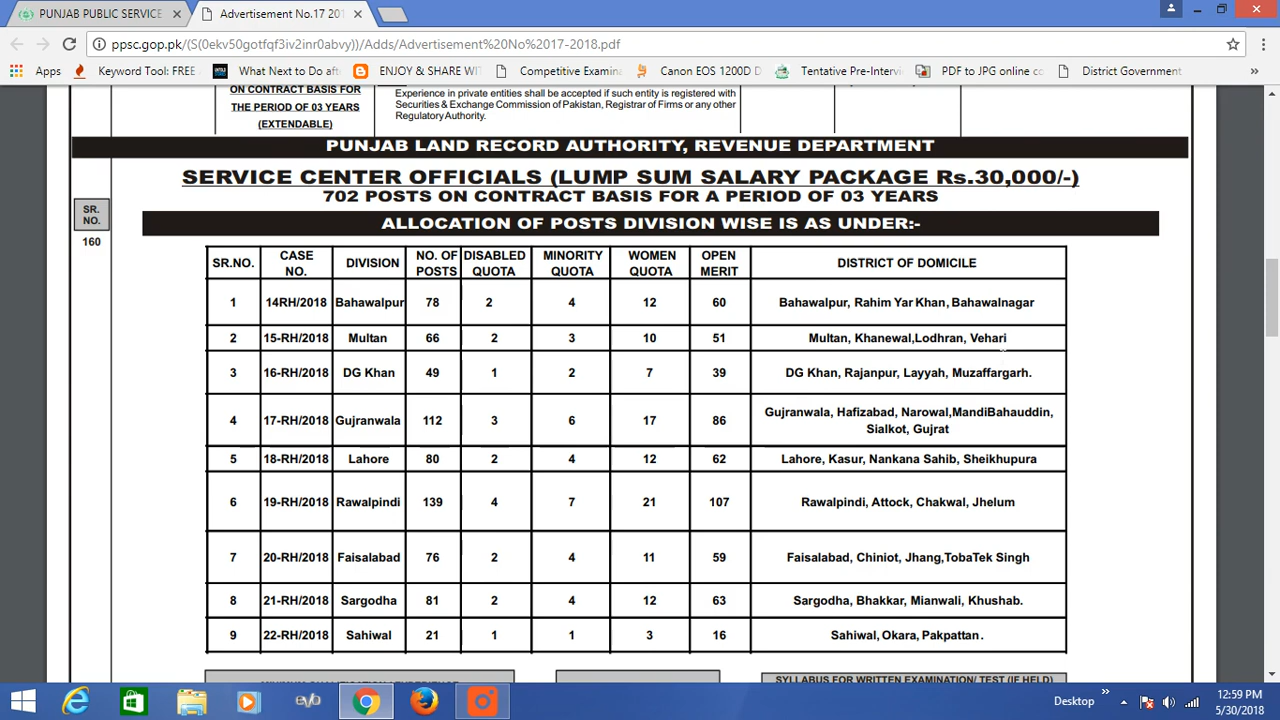 PUNJAB PUBLIC SERVICE
Advertisement No.17 201
ppsc.gop.pk/(S(0ekv50gotfqf3iv2inr0abvy))/Adds/Advertisement%20No%2017-2018.pdf
Apps Keyword Tool: FREE What Next to Do aft ENJOY & SHARE WIT Competitive Examina Canon EOS 1200D D Tentative Pre-Intervi PDF to JPG online co District Government »
ON CONTRACT BASIS FOR
THE PERIOD OF 03 YEARS
(EXTENDABLE)
Experience in private entities shall be accepted if such entity is registered with
Securities & Exchange Commission of Pakistan, Registrar of Firms or any other
Regulatory Authority.
PUNJAB LAND RECORD AUTHORITY, REVENUE DEPARTMENT
SERVICE CENTER OFFICIALS (LUMP SUM SALARY PACKAGE Rs.30,000/-)
702 POSTS ON CONTRACT BASIS FOR A PERIOD OF 03 YEARS
SR.
NO.
160
ALLOCATION OF POSTS DIVISION WISE IS AS UNDER:-
SR.NO. CASE NO. DIVISION NO. OF POSTS DISABLED QUOTA MINORITY QUOTA WOMEN QUOTA OPEN MERIT DISTRICT OF DOMICILE
1 14RH/2018 Bahawalpur 78 2 4 12 60 Bahawalpur, Rahim Yar Khan, Bahawalnagar
2 15-RH/2018 Multan 66 2 3 10 51 Multan, Khanewal,Lodhran, Vehari
3 16-RH/2018 DG Khan 49 1 2 7 39 DG Khan, Rajanpur, Layyah, Muzaffargarh.
4 17-RH/2018 Gujranwala 112 3 6 17 86 Gujranwala, Hafizabad, Narowal,MandiBahauddin,
Sialkot, Gujrat
5 18-RH/2018 Lahore 80 2 4 12 62 Lahore, Kasur, Nankana Sahib, Sheikhupura
6 19-RH/2018 Rawalpindi 139 4 7 21 107 Rawalpindi, Attock, Chakwal, Jhelum
7 20-RH/2018 Faisalabad 76 2 4 11 59 Faisalabad, Chiniot, Jhang,TobaTek Singh
8 21-RH/2018 Sargodha 81 2 4 12 63 Sargodha, Bhakkar, Mianwali, Khushab.
9 22-RH/2018 Sahiwal 21 1 1 3 16 Sahiwal, Okara, Pakpattan.
SYLLABUS FOR WRITTEN EXAMINATION/ TEST (IF HELD)
Desktop »
12:59 PM
5/30/2018